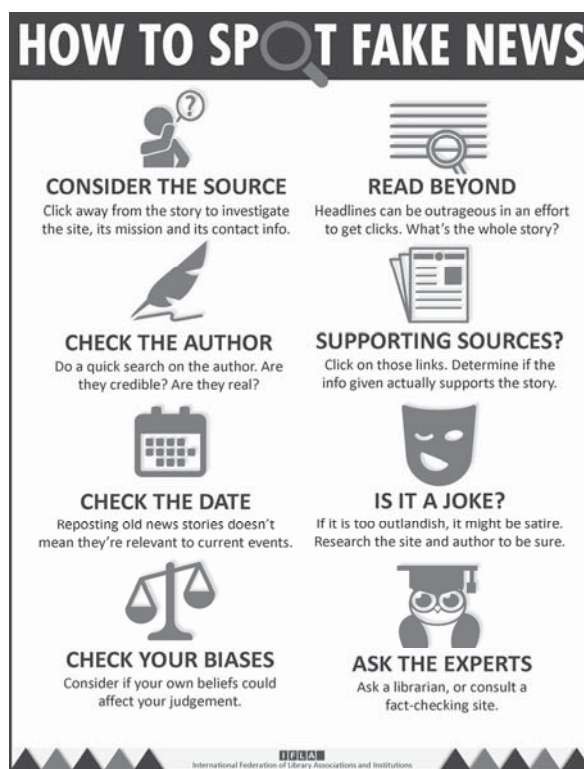 HOW TO SPOT FAKE NEWS
?
CONSIDER THE SOURCE
Click away from the story to investigate
the site, its mission and its contact info.
READ BEYOND
Headlines can be outrageous in an effort
to get clicks. What's the whole story?
CHECK THE AUTHOR
Do a quick search on the author. Are
they credible? Are they real?
SUPPORTING SOURCES?
Click on those links. Determine if the
info given actually supports the story.
CHECK THE DATE
Reposting old news stories doesn't
mean they're relevant to current events.
IS IT A JOKE?
If it is too outlandish, it might be satire.
Research the site and author to be sure.
CHECK YOUR BIASES
Consider if your own beliefs could
affect your judgement.
ASK THE EXPERTS
Ask a librarian, or consult a
fact-checking site.
IFLA
International Federation of Library Associations and Institutions